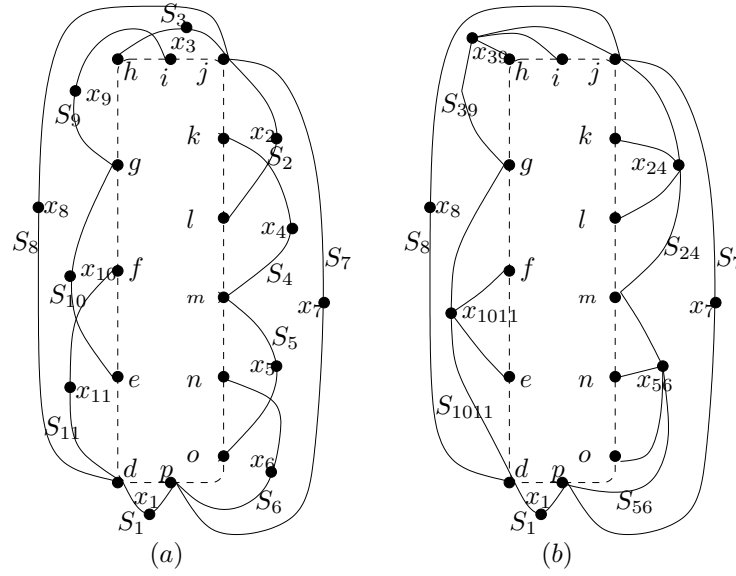 S₃
x₃
h i j
x₉
S₉
k
x₂
S₂
g
l
x₈
x₄
S₈
x₁₀
f
S₄
S₇
S₁₀
m
x₇
S₅
e
n
x₅
x₁₁
S₁₁
o
x₆
d
p
S₆
x₁
S₁
(a)
x₃₉
h i j
S₃₉
k
x₂₄
g
l
x₈
S₈
f
S₂₄
S₇
m
x₁₀₁₁
x₇
e
n
x₅₆
S₁₀₁₁
o
d
p
S₅₆
x₁
S₁
(b)